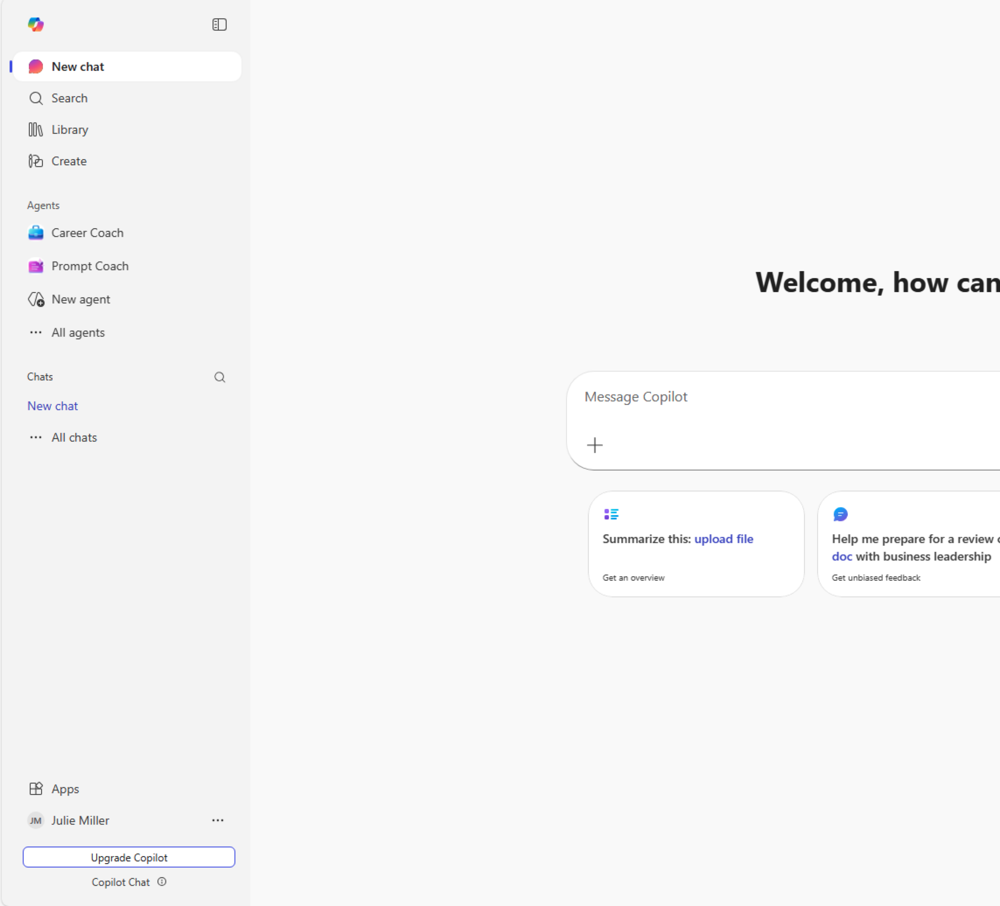 New chat
Search
Library
Create
Agents
Career Coach
Prompt Coach
New agent
All agents
Chats
New chat
All chats
Apps
JM Julie Miller
Upgrade Copilot
Copilot Chat
Welcome, how can
Message Copilot
Summarize this: upload file
Get an overview
Help me prepare for a review
doc with business leadership
Get unbiased feedback